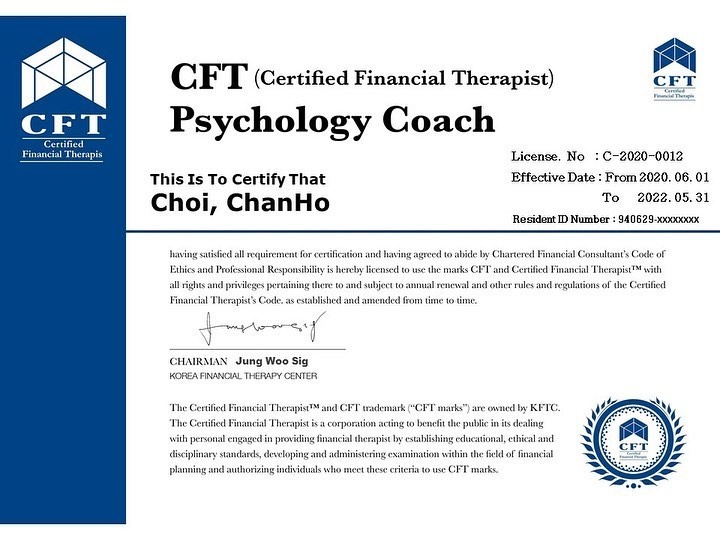 CFT
Certified
Financial Therapis
CFT (Certified Financial Therapist)
Psychology Coach
CFT
Certified
Financial Therapis
License. No : C-2020-0012
Effective Date : From 2020. 06. 01
To 2022. 05. 31
Resident ID Number : 940629-xxxxxxxx
This Is To Certify That
Choi, ChanHo
having satisfied all requirement for certification and having agreed to abide by Chartered Financial Consultant's Code of
Ethics and Professional Responsibility is hereby licensed to use the marks CFT and Certified Financial Therapist™ with
all rights and privileges pertaining there to and subject to annual renewal and other rules and regulations of the Certified
Financial Therapist's Code. as established and amended from time to time.
CHAIRMAN Jung Woo Sig
KOREA FINANCIAL THERAPY CENTER
The Certified Financial Therapist™ and CFT trademark ("CFT marks") are owned by KFTC.
The Certified Financial Therapist is a corporation acting to benefit the public in its dealing
with personal engaged in providing financial therapist by establishing educational, ethical and
disciplinary standards, developing and administering examination within the field of financial
planning and authorizing individuals who meet these criteria to use CFT marks.
CFT
Certified
Financial Therapis